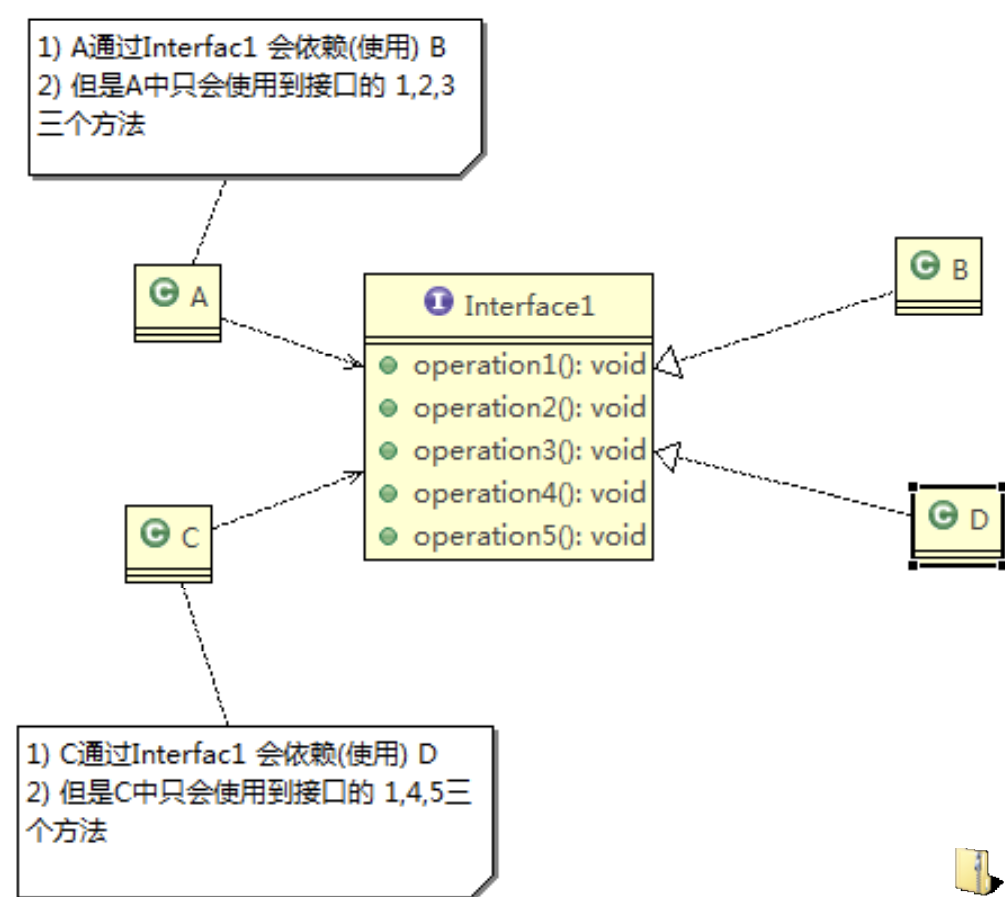 1) A通过Interfac1 会依赖(使用) B
2) 但是A中只会使用到接口的 1,2,3
三个方法
C A
I Interface1
operation1(): void
operation2(): void
operation3(): void
operation4(): void
operation5(): void
C B
C C
C D
1) C通过Interfac1 会依赖(使用) D
2) 但是C中只会使用到接口的 1,4,5三
个方法